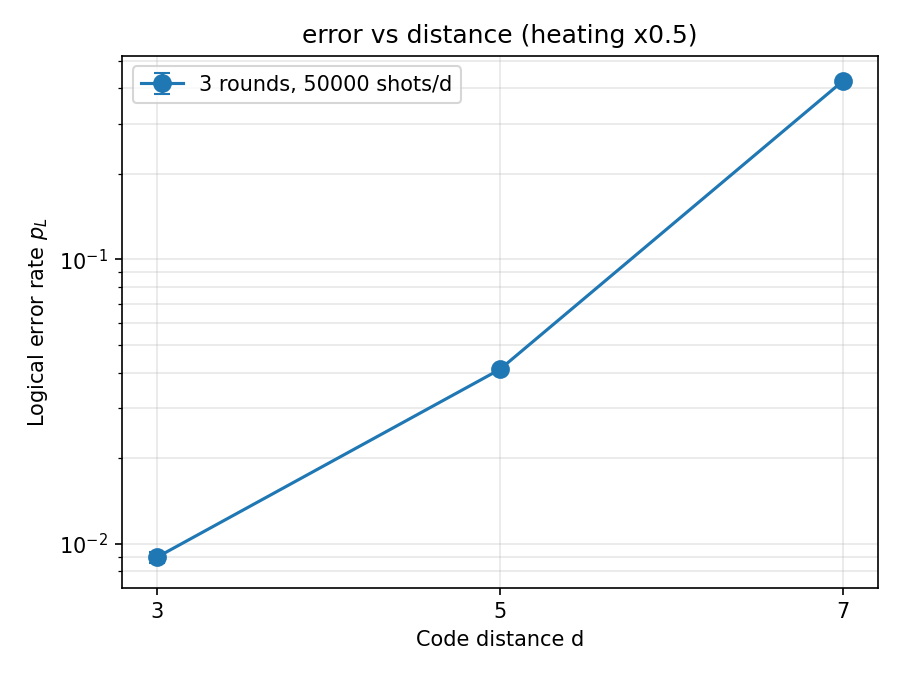 error vs distance (heating x0.5)
3 rounds, 50000 shots/d
Logical error rate $p_L$
$10^{-1}$
$10^{-2}$
3 5 7
Code distance d